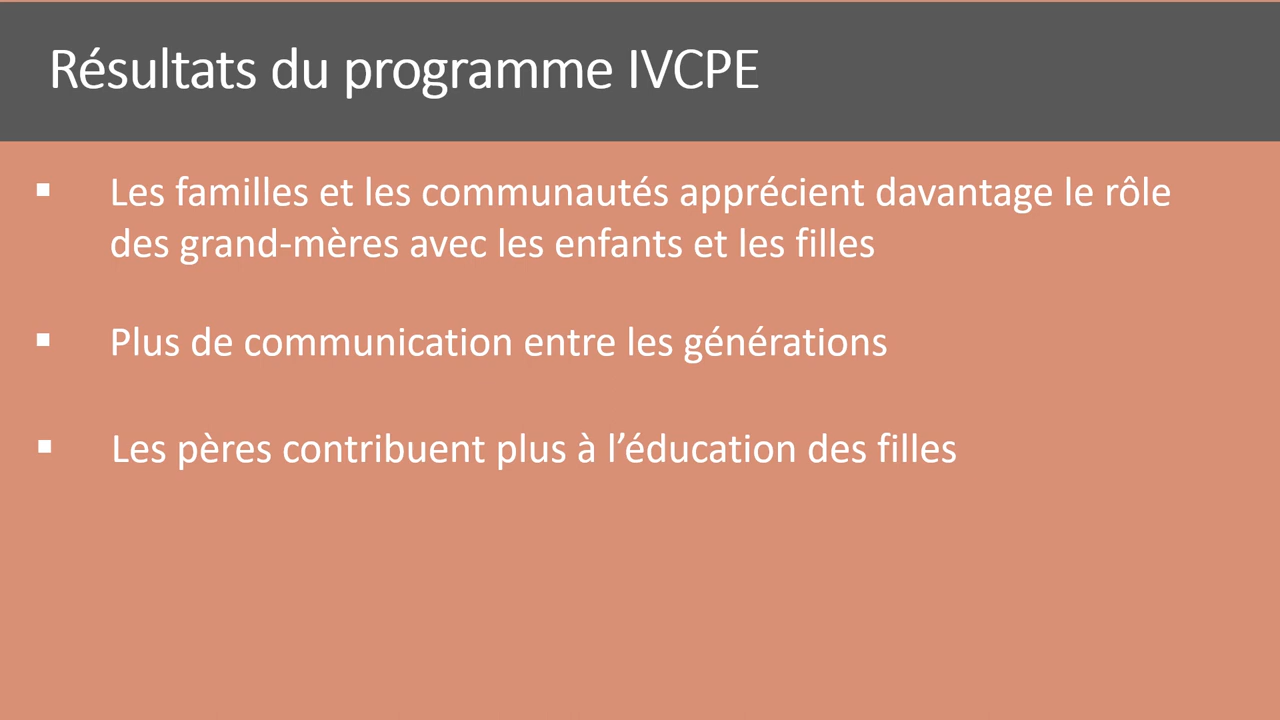 Résultats du programme IVCPE
▪ Les familles et les communautés apprécient davantage le rôle
des grand-mères avec les enfants et les filles
▪ Plus de communication entre les générations
▪ Les pères contribuent plus à l’éducation des filles